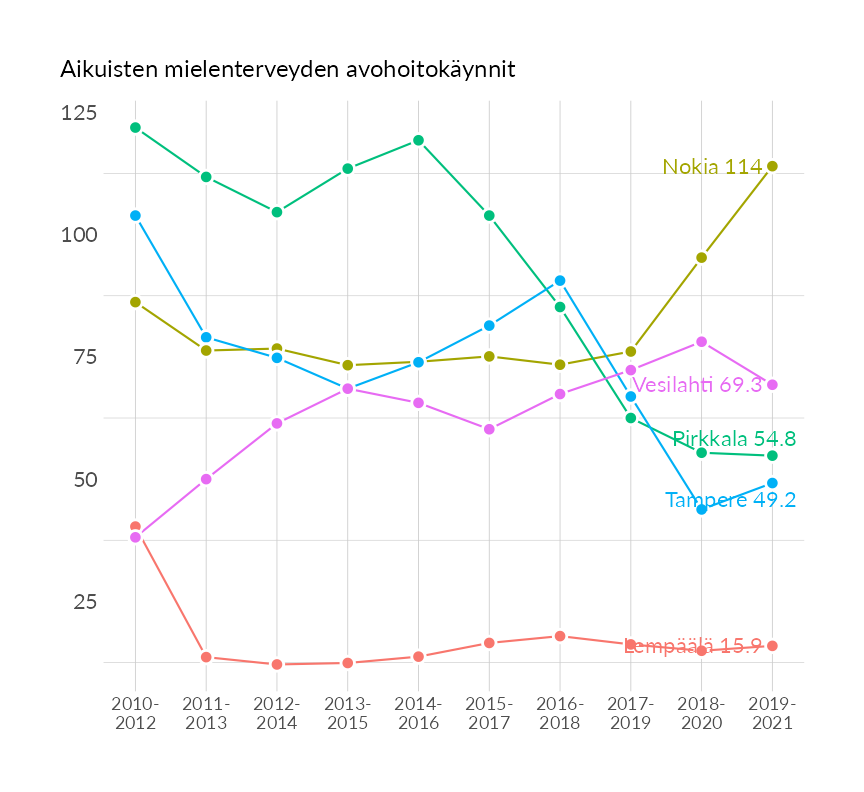 Aikuisten mielenterveyden avohoitokäynnit
125
Nokia 114
100
75
Vesilahti 69.3
Pirkkala 54.8
50
Tampere 49.2
25
Lempäälä 15.9
2010- 2011- 2012- 2013- 2014- 2015- 2016- 2017- 2018- 2019-
2012 2013 2014 2015 2016 2017 2018 2019 2020 2021